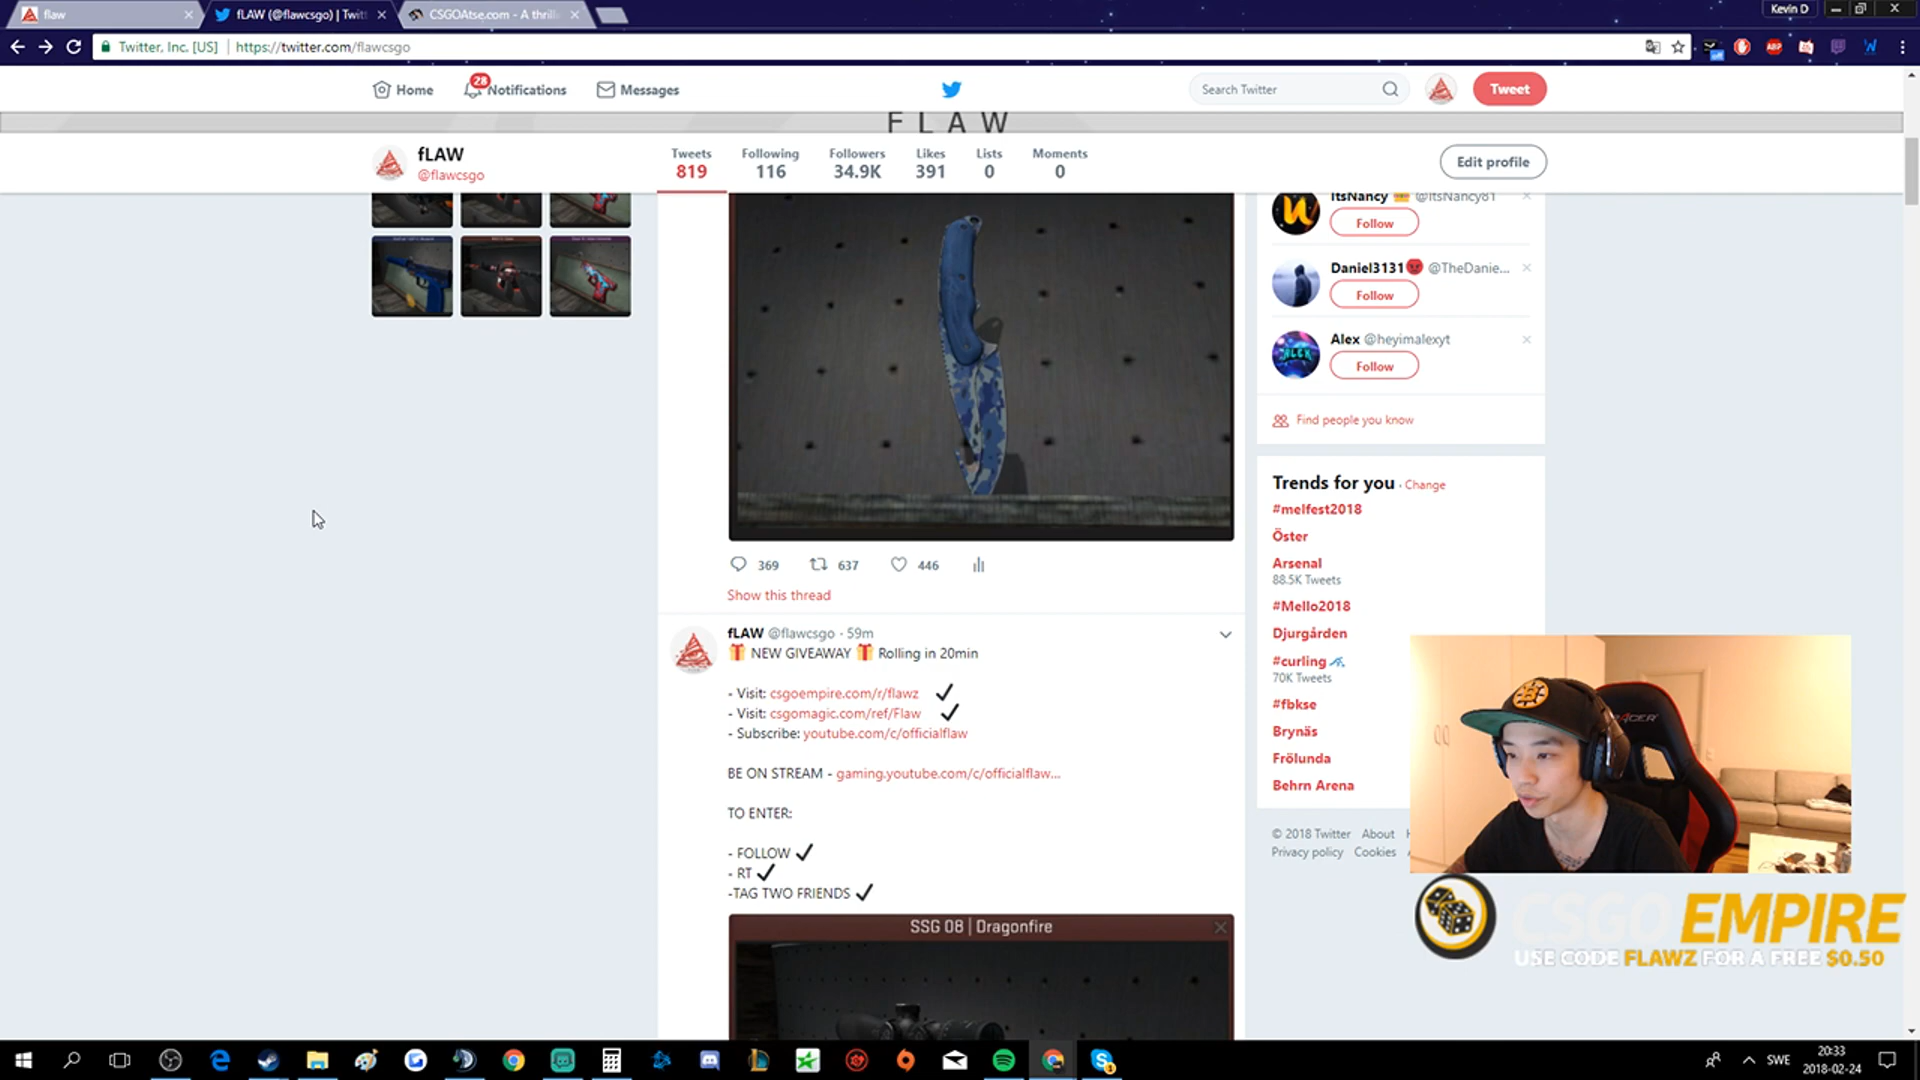 flaw
fLAW (@flawcsgo) | Twitt
CSGOAtse.com - A thrill
Kevin D
Twitter, Inc. [US]
https://twitter.com/flawcsgo
Home
28
Notifications
Messages
Search Twitter
Tweet
FLAW
fLAW
@flawcsgo
Tweets
819
Following
116
Followers
34.9K
Likes
391
Lists
0
Moments
0
Edit profile
ItsNancy @ItsNancy81
Follow
Daniel3131 @TheDanie...
Follow
Alex @heyimalexyt
Follow
Find people you know
369
637
446
Show this thread
fLAW @flawcsgo · 59m
NEW GIVEAWAY Rolling in 20min
- Visit: csgoempire.com/r/flawz
- Visit: csgomagic.com/ref/Flaw
- Subscribe: youtube.com/c/officialflaw
BE ON STREAM - gaming.youtube.com/c/officialflaw...
TO ENTER:
- FOLLOW
- RT
-TAG TWO FRIENDS
SSG 08 | Dragonfire
Trends for you · Change
#melfest2018
Öster
Arsenal
88.5K Tweets
#Mello2018
Djurgården
#curling
70K Tweets
#fbkse
Brynäs
Frölunda
Behrn Arena
© 2018 Twitter About
Privacy policy Cookies
CSGO EMPIRE
USE CODE FLAWZ FOR A FREE $0.50
SWE
20:33
2018-02-24